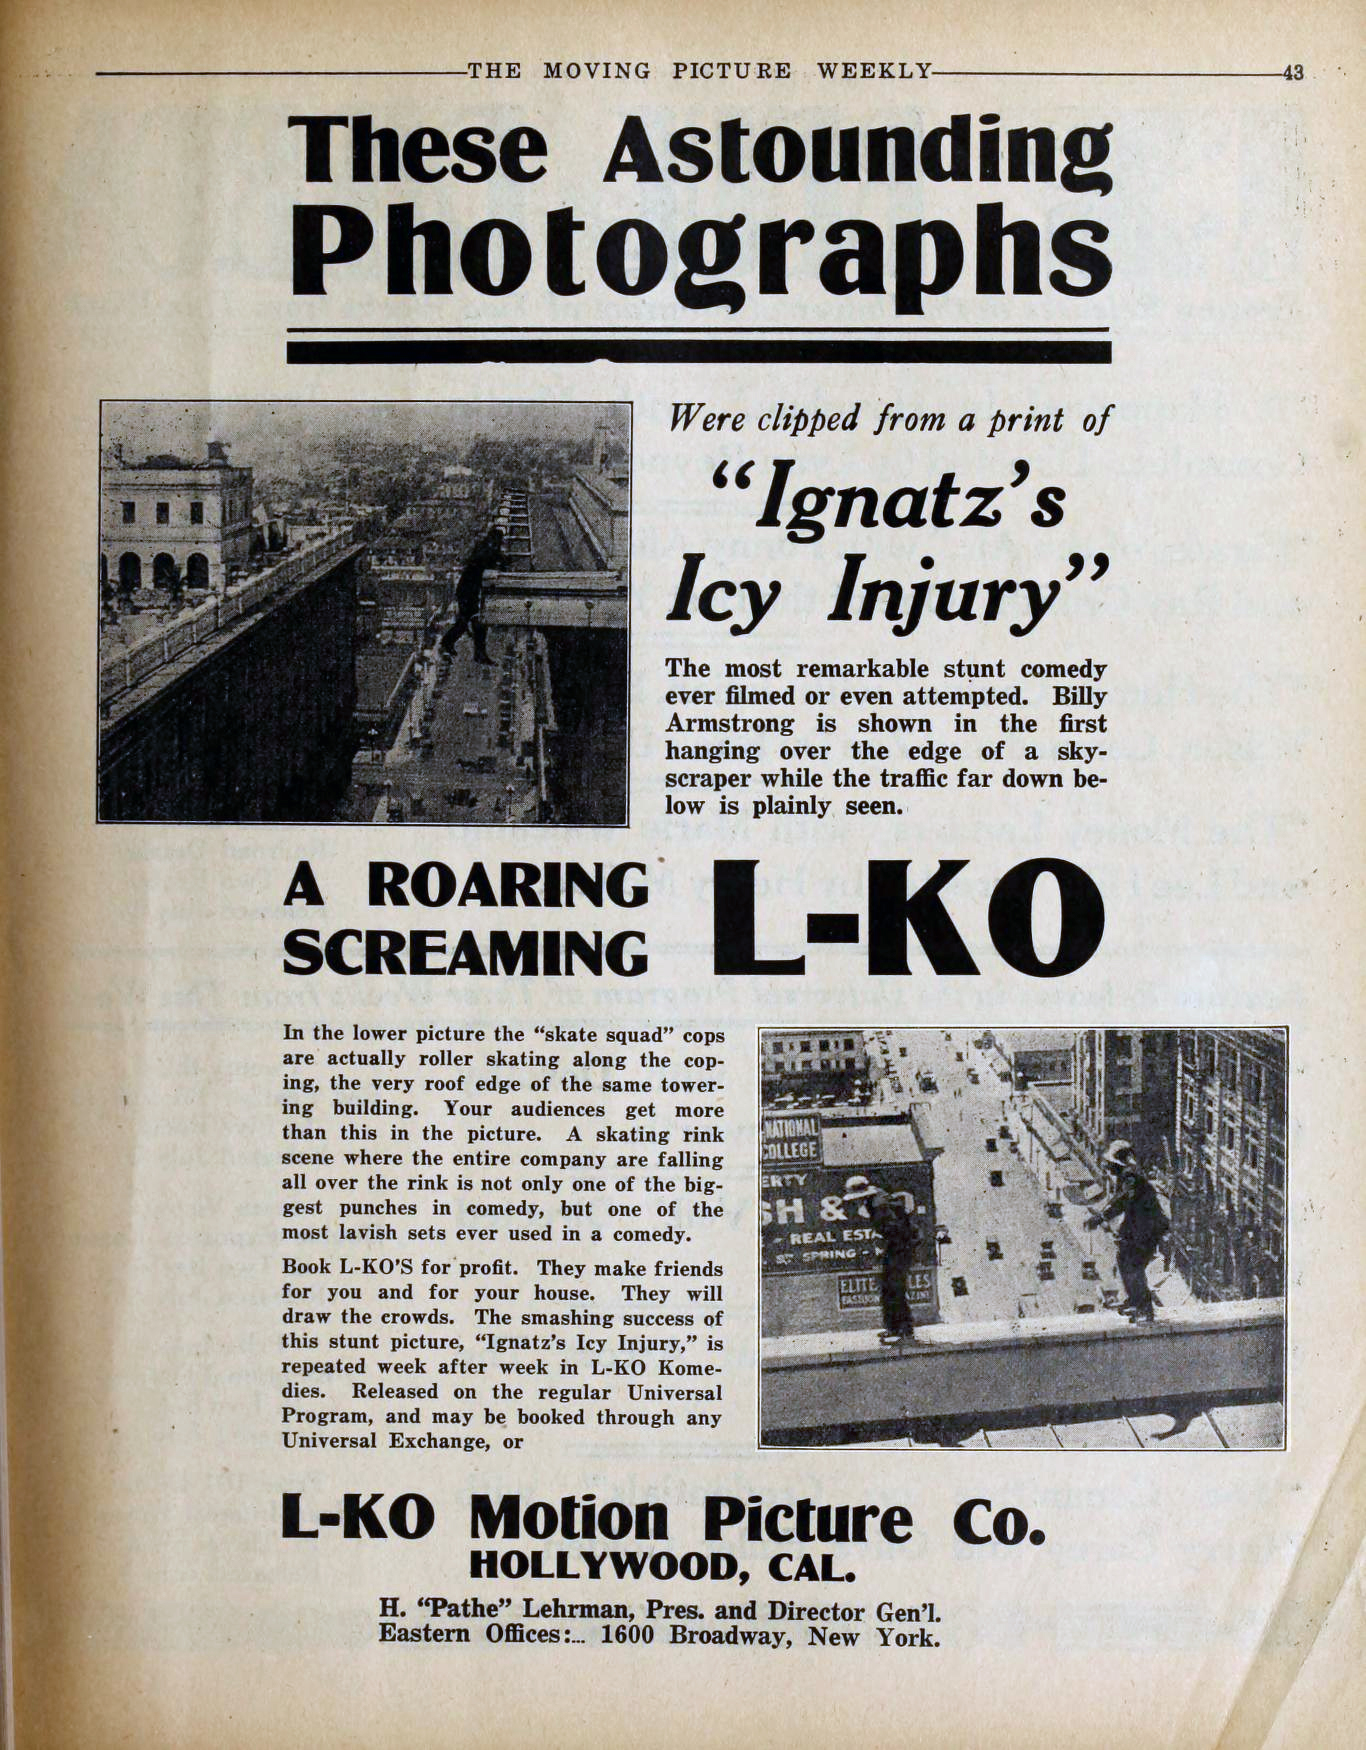 THE MOVING PICTURE WEEKLY
43
These Astounding
Photographs
Were clipped from a print of
"Ignatz's
Icy Injury"
The most remarkable stunt comedy
ever filmed or even attempted. Billy
Armstrong is shown in the first
hanging over the edge of a sky-
scraper while the traffic far down be-
low is plainly seen.
A ROARING
SCREAMING
L-KO
In the lower picture the "skate squad" cops
are actually roller skating along the cop-
ing, the very roof edge of the same tower-
ing building. Your audiences get more
than this in the picture. A skating rink
scene where the entire company are falling
all over the rink is not only one of the big-
gest punches in comedy, but one of the
most lavish sets ever used in a comedy.
Book L-KO'S for profit. They make friends
for you and for your house. They will
draw the crowds. The smashing success of
this stunt picture, "Ignatz's Icy Injury," is
repeated week after week in L-KO Kome-
dies. Released on the regular Universal
Program, and may be booked through any
Universal Exchange, or
NATIONAL
COLLEGE
ERTY
SH & CO.
REAL ESTA
SPRING
ELITE
LES
FASHION
L-KO Motion Picture Co.
HOLLYWOOD, CAL.
H. "Pathe" Lehrman, Pres. and Director Gen'l.
Eastern Offices:... 1600 Broadway, New York.